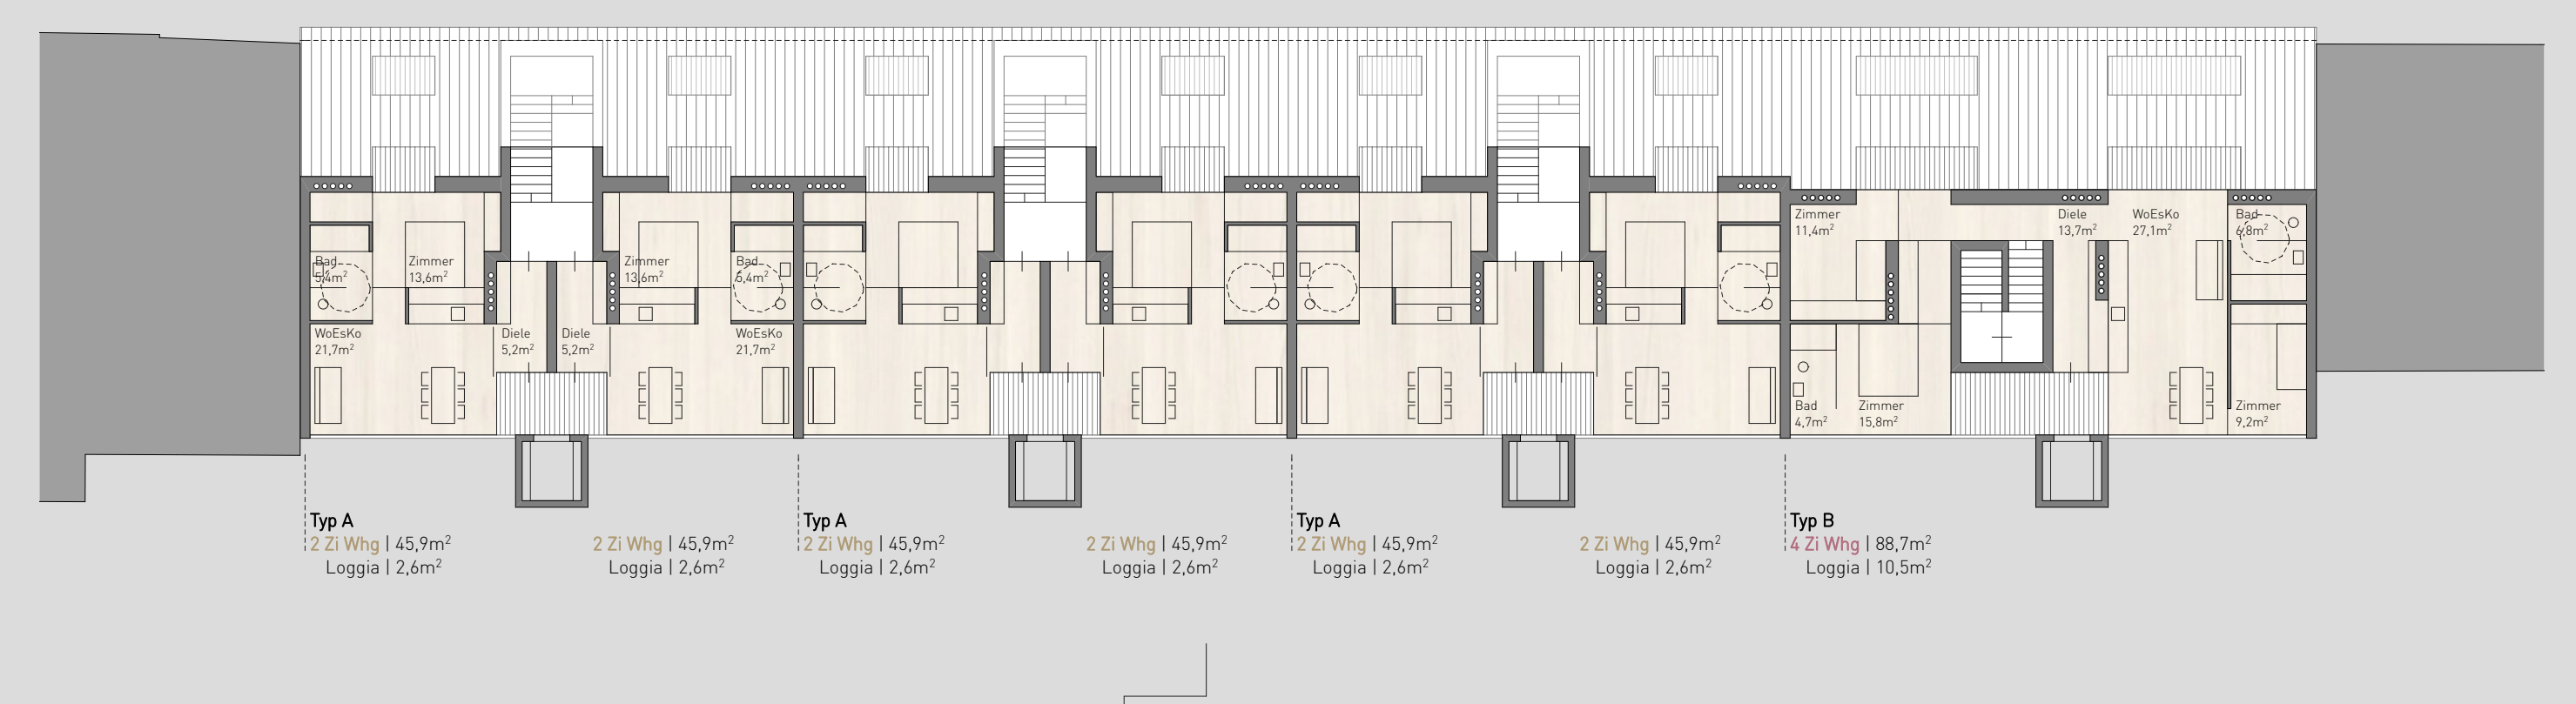 Zimmer
11,4m²
Diele
13,7m²
WoEsKo
27,1m²
Bad
6,8m²
Bad
5,4m²
Zimmer
13,6m²
Zimmer
13,6m²
Bad
5,4m²
WoEsKo
21,7m²
Diele
5,2m²
Diele
5,2m²
WoEsKo
21,7m²
Bad
4,7m²
Zimmer
15,8m²
Zimmer
9,2m²
Typ A
2 Zi Whg | 45,9m²
Loggia | 2,6m²
2 Zi Whg | 45,9m²
Loggia | 2,6m²
Typ A
2 Zi Whg | 45,9m²
Loggia | 2,6m²
2 Zi Whg | 45,9m²
Loggia | 2,6m²
Typ A
2 Zi Whg | 45,9m²
Loggia | 2,6m²
2 Zi Whg | 45,9m²
Loggia | 2,6m²
Typ B
4 Zi Whg | 88,7m²
Loggia | 10,5m²